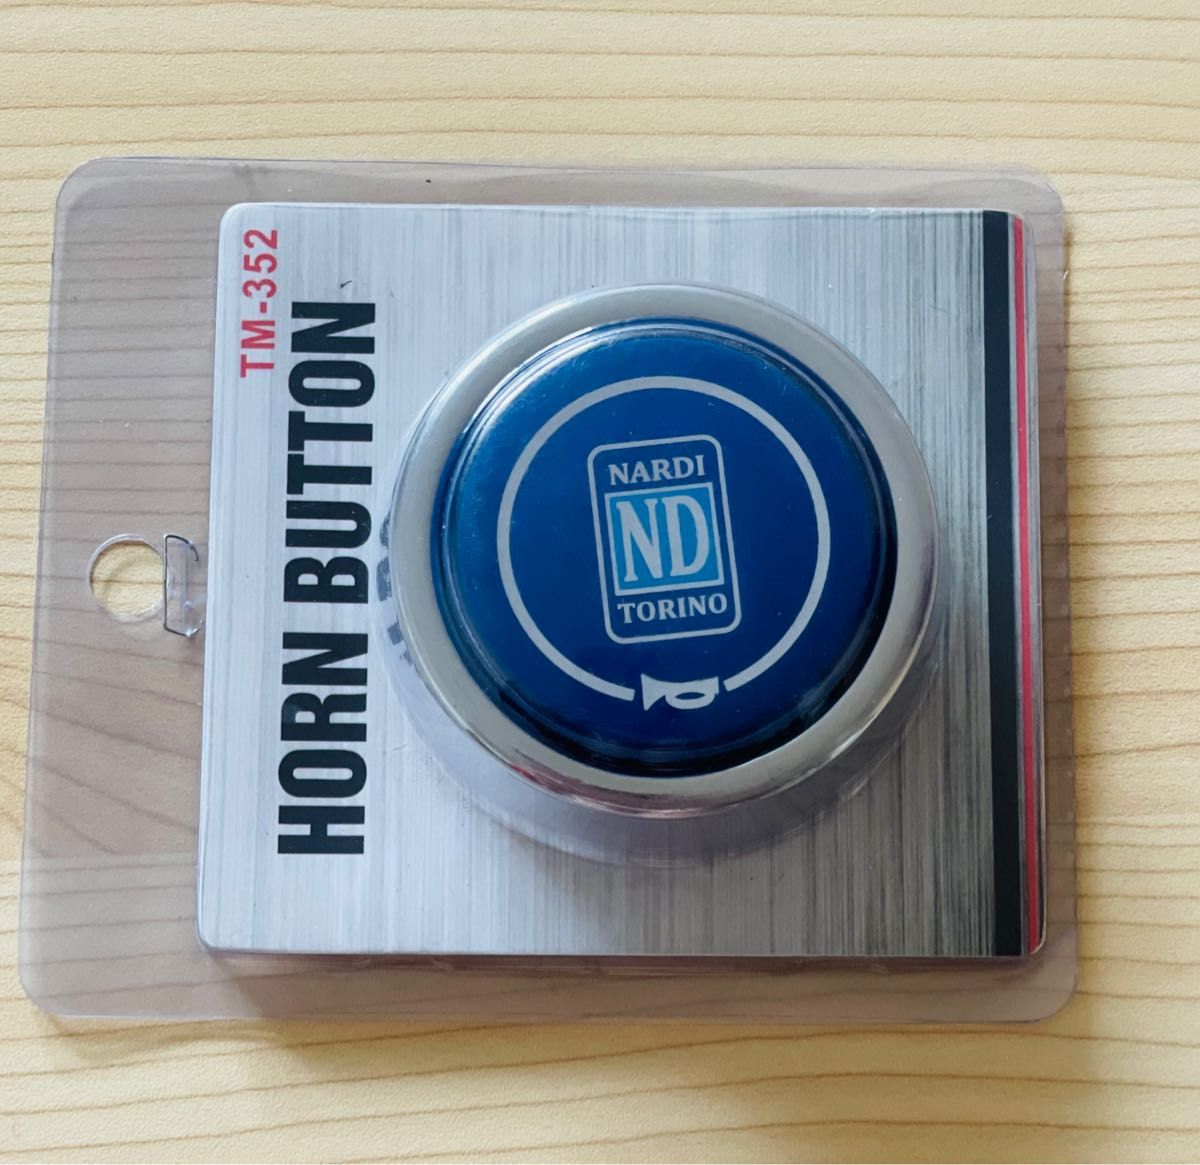 TM-352
HORN BUTTON
NARDI
ND
TORINO